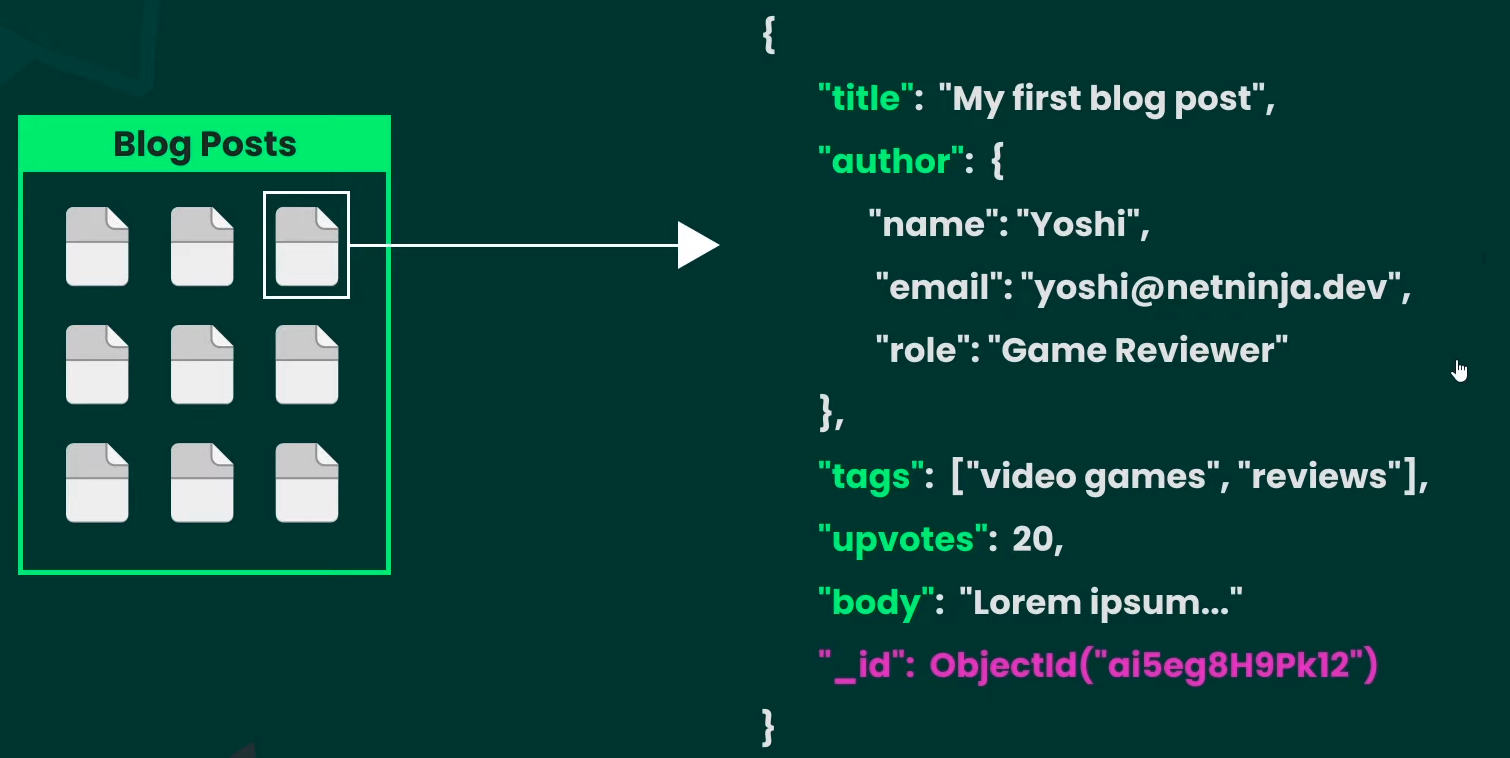 Blog Posts
{
"title": "My first blog post",
"author": {
"name": "Yoshi",
"email": "yoshi@netninja.dev",
"role": "Game Reviewer"
},
"tags": ["video games", "reviews"],
"upvotes": 20,
"body": "Lorem ipsum..."
"_id": ObjectId("ai5eg8H9Pk12")
}